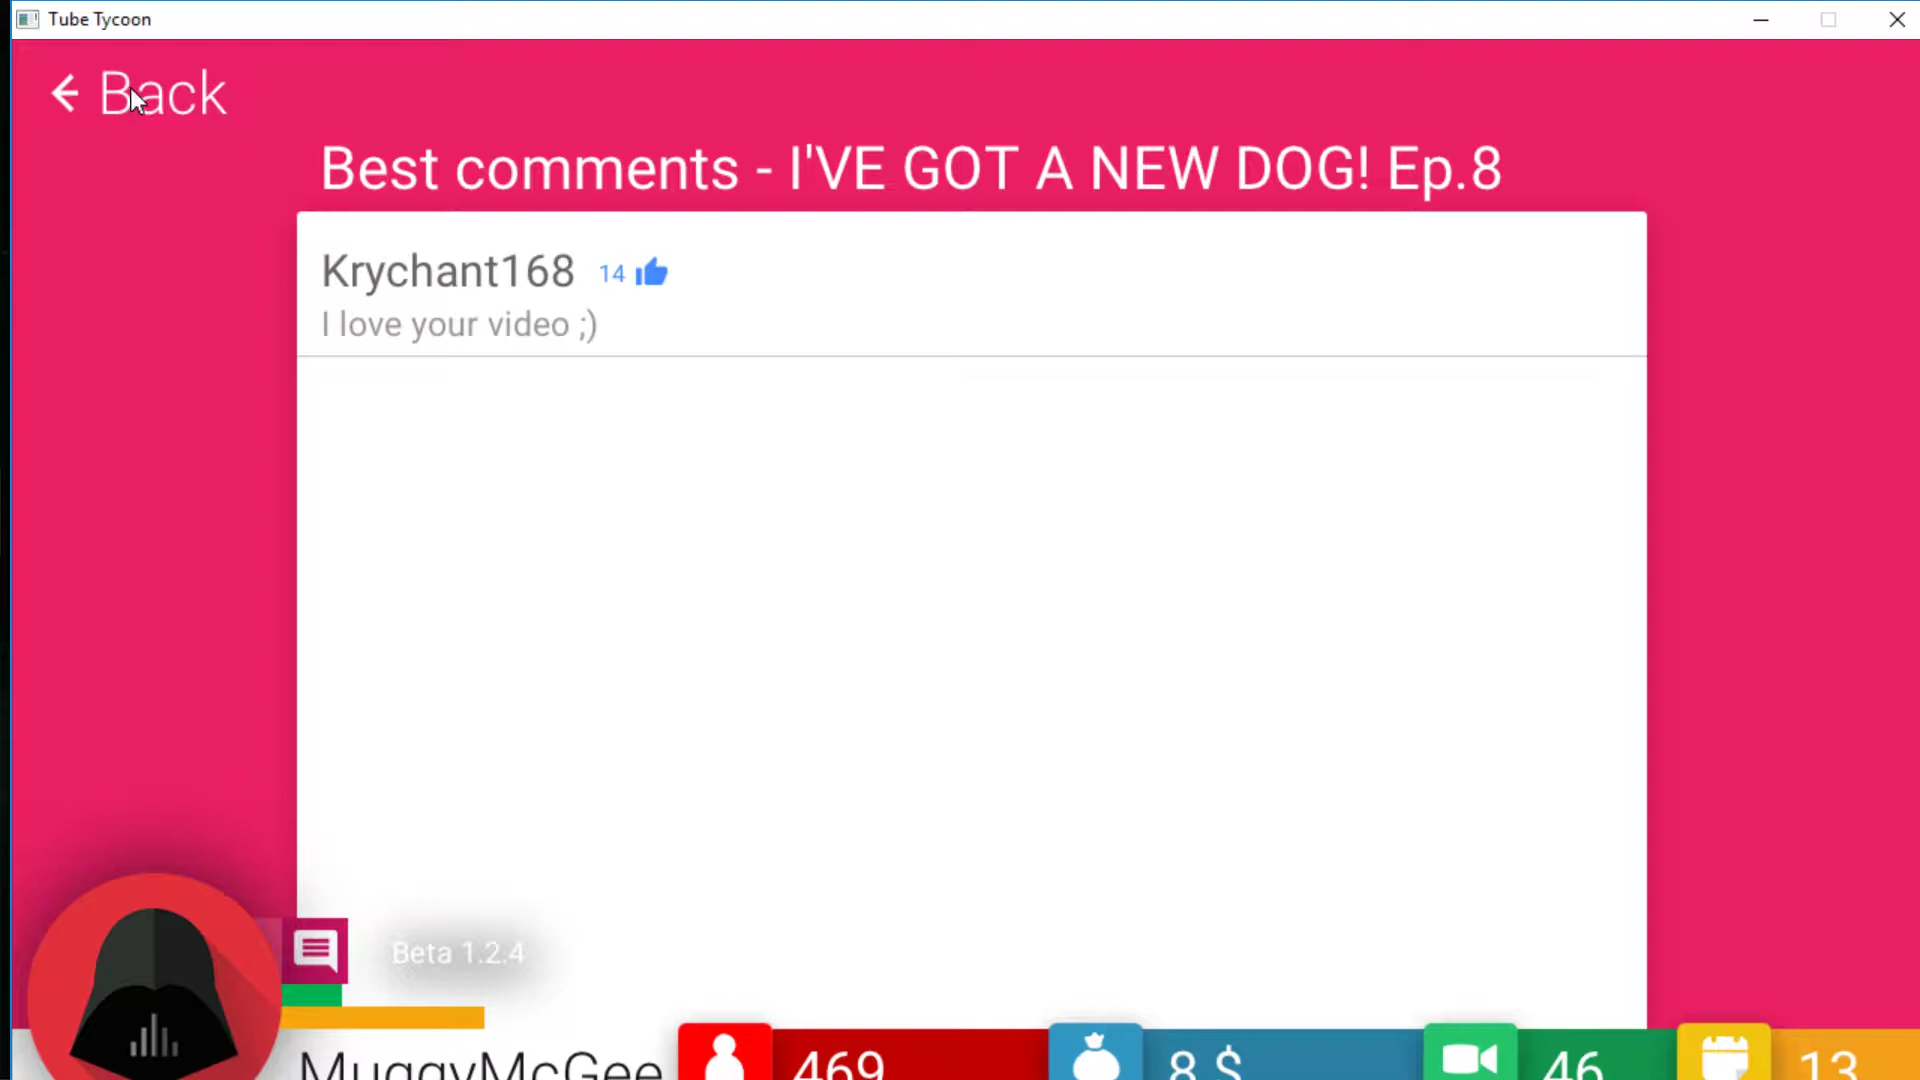 Tube Tycoon
Back
Best comments - I'VE GOT A NEW DOG! Ep.8
Krychant168 14
I love your video ;)
Beta 1.2.4
MuggyMcGee 469 8 $ 46 13